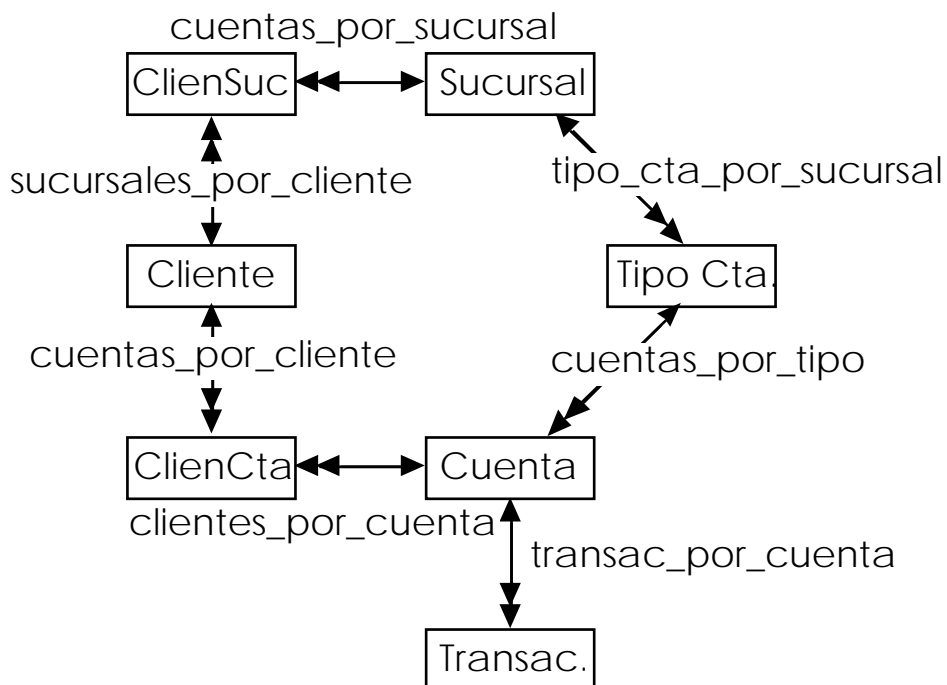 cuentas_por_sucursal
ClienSuc
Sucursal
sucursales_por_cliente
tipo_cta_por_sucursal
Cliente
Tipo Cta.
cuentas_por_cliente
cuentas_por_tipo
ClienCta
Cuenta
clientes_por_cuenta
transac_por_cuenta
Transac.